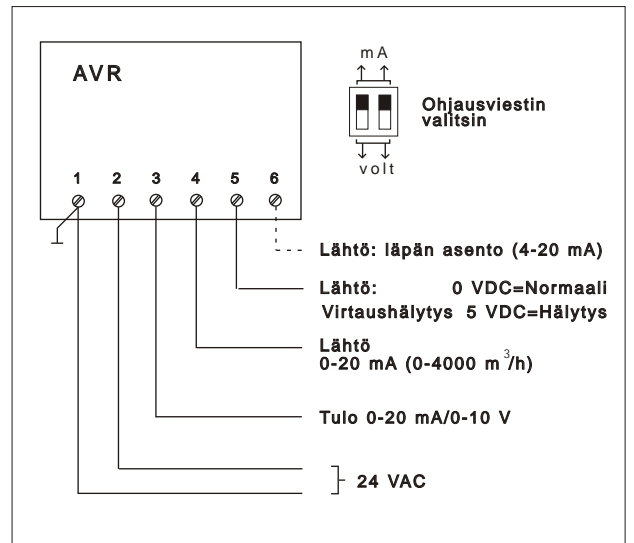 AVR
mA
Ohjausviestin
valitsin
volt
1 2 3 4 5 6
Lähtö: läpän asento (4-20 mA)
Lähtö: 0 VDC=Normaali
Virtaushälytys 5 VDC=Hälytys
Lähtö
0-20 mA (0-4000 m³/h)
Tulo 0-20 mA/0-10 V
24 VAC